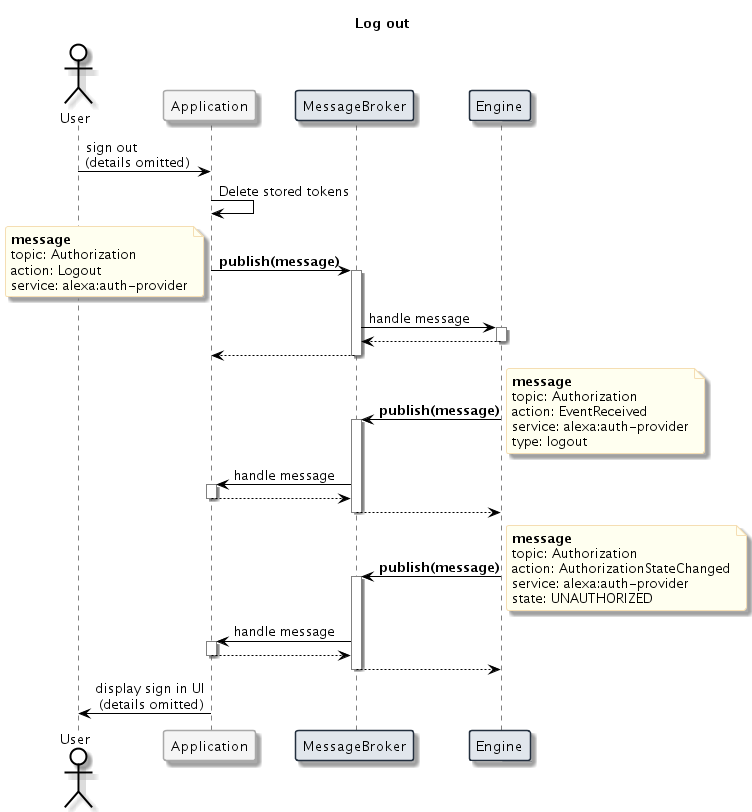 Log out
User
Application
MessageBroker
Engine
sign out
(details omitted)
Delete stored tokens
message
topic: Authorization
action: Logout
service: alexa:auth-provider
publish(message)
handle message
message
topic: Authorization
action: EventReceived
service: alexa:auth-provider
type: logout
publish(message)
handle message
message
topic: Authorization
action: AuthorizationStateChanged
service: alexa:auth-provider
state: UNAUTHORIZED
publish(message)
handle message
display sign in UI
(details omitted)
User
Application
MessageBroker
Engine